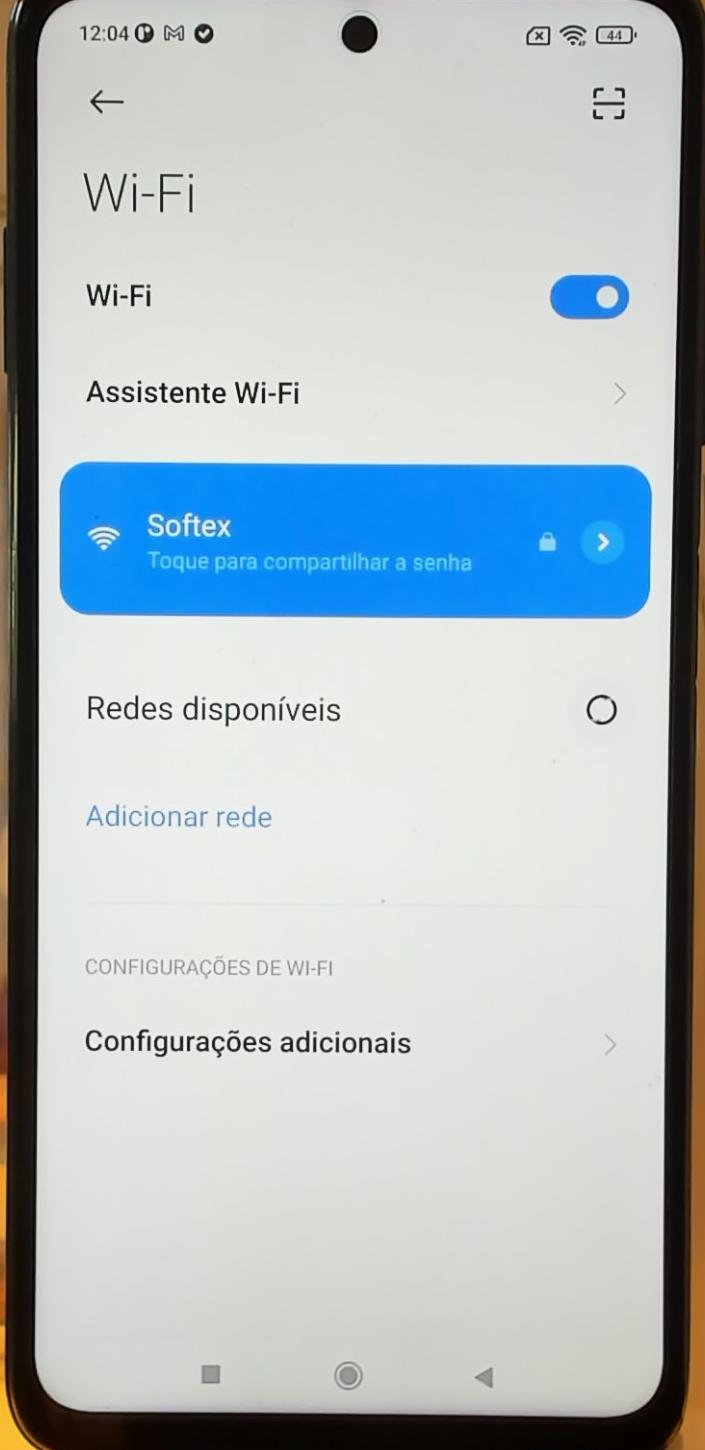 12:04
44
Wi-Fi
Wi-Fi
Assistente Wi-Fi
Softex
Toque para compartilhar a senha
Redes disponíveis
Adicionar rede
CONFIGURAÇÕES DE WI-FI
Configurações adicionais